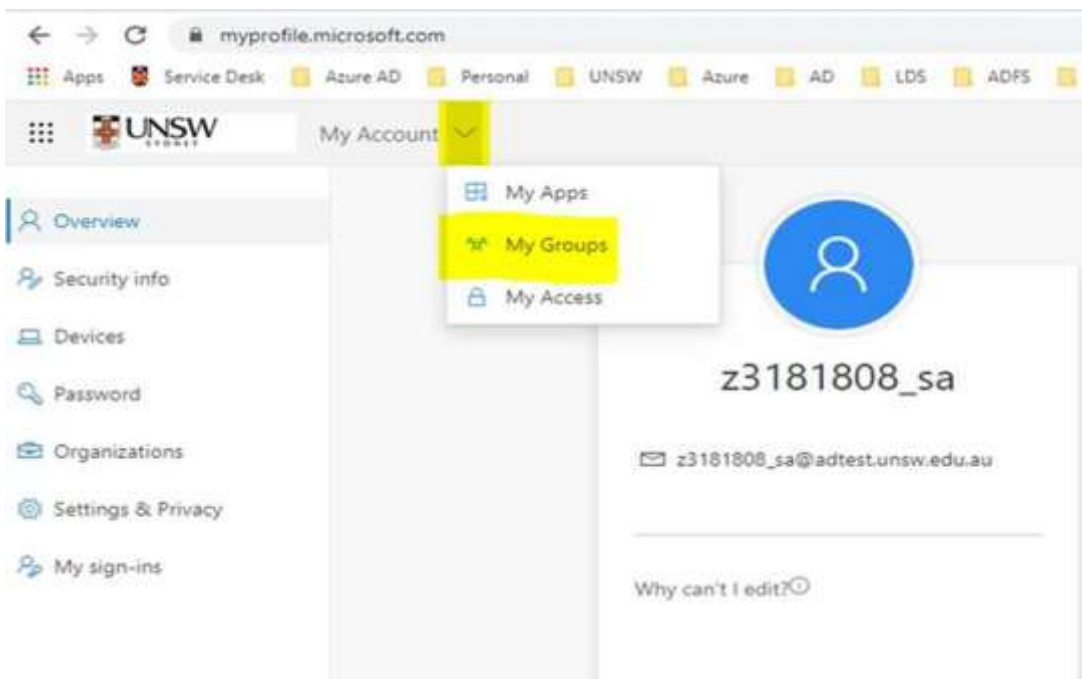 myprofile.microsoft.com
Apps Service Desk Azure AD Personal UNSW Azure AD LDS ADFS
UNSW
SYDNEY
My Account
My Apps
My Groups
My Access
Overview
Security info
Devices
Password
Organizations
Settings & Privacy
My sign-ins
z3181808_sa
z3181808_sa@adtest.unsw.edu.au
Why can't I edit?